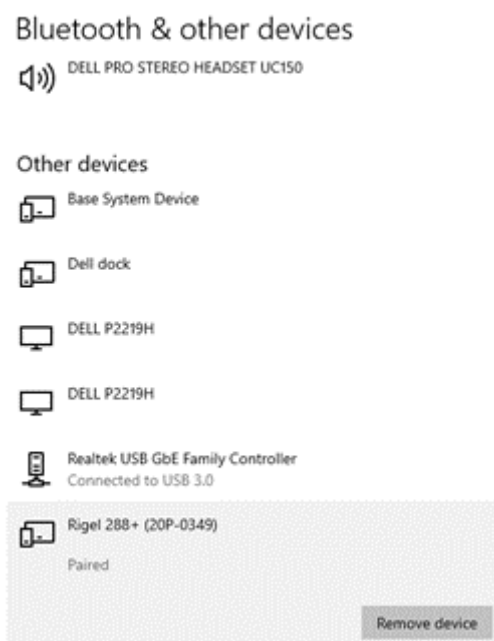 Bluetooth & other devices
DELL PRO STEREO HEADSET UC150
Other devices
Base System Device
Dell dock
DELL P2219H
DELL P2219H
Realtek USB GbE Family Controller
Connected to USB 3.0
Rigel 288+ (20P-0349)
Paired
Remove device